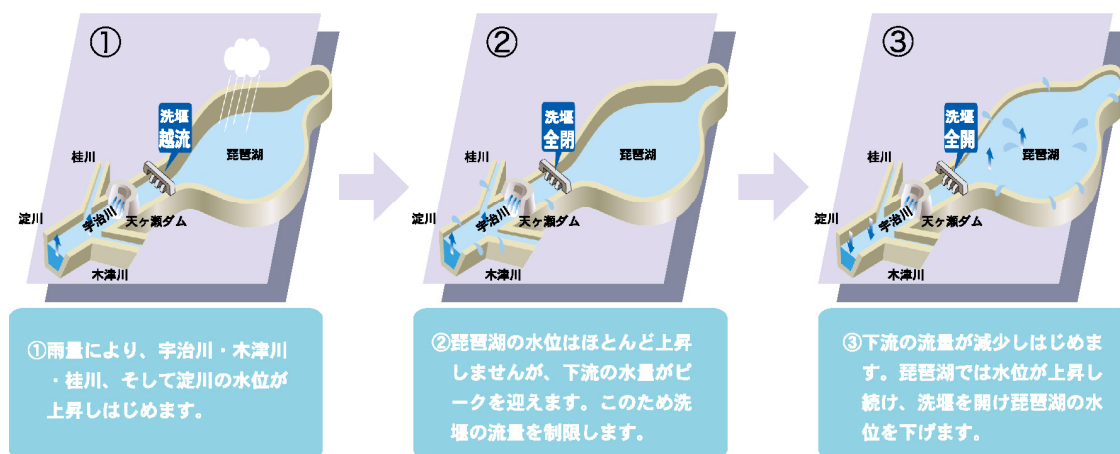 ①
洗堰
越流
琵琶湖
桂川
淀川
宇治川
天ヶ瀬ダム
木津川
②
洗堰
全閉
琵琶湖
桂川
淀川
宇治川
天ヶ瀬ダム
木津川
③
洗堰
全開
琵琶湖
桂川
淀川
宇治川
天ヶ瀬ダム
木津川
①雨量により、宇治川・木津川
・桂川、そして淀川の水位が
上昇しはじめます。
②琵琶湖の水位はほとんど上昇
しませんが、下流の水量がピ
ークを迎えます。このため洗
堰の流量を制限します。
③下流の流量が減少しはじめま
す。琵琶湖では水位が上昇し
続け、洗堰を開け琵琶湖の水
位を下げます。